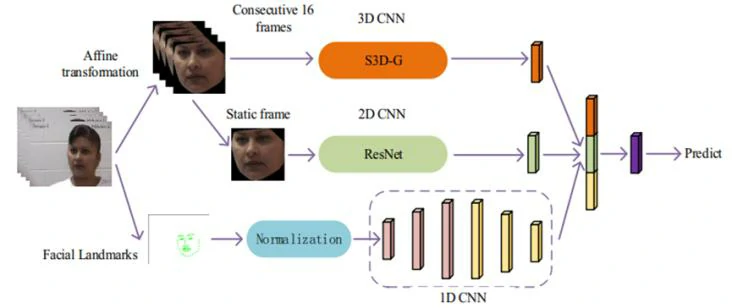 Consecutive 16
frames
3D CNN
Affine
transformation
S3D-G
Static frame
2D CNN
ResNet
Predict
Normalization
Facial Landmarks
1D CNN